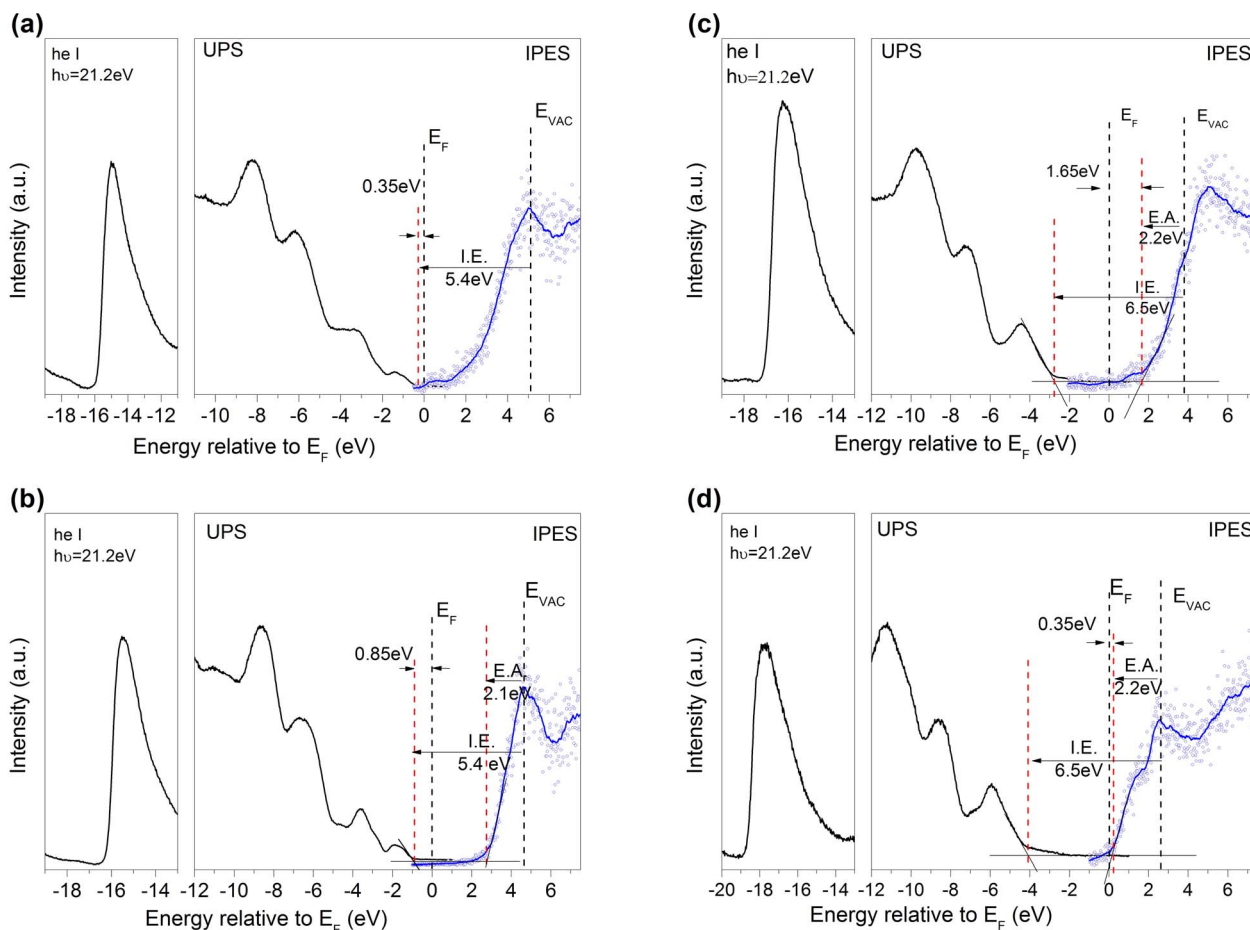 (a)
he I
hυ=21.2eV
UPS
IPES
E_VAC
E_F
0.35eV
I.E.
5.4eV
Intensity (a.u.)
-18 -16 -14 -12
-10 -8 -6 -4 -2 0 2 4 6
Energy relative to E_F (eV)
(c)
he I
hυ=21.2eV
UPS
IPES
E_F
E_VAC
1.65eV
E.A.
2.2eV
I.E.
6.5eV
Intensity (a.u.)
-18 -16 -14
-12 -10 -8 -6 -4 -2 0 2 4 6
Energy relative to E_F (eV)
(b)
he I
hυ=21.2eV
UPS
IPES
E_VAC
E_F
0.85eV
E.A.
2.1eV
I.E.
5.4 eV
Intensity (a.u.)
-18 -16 -14
-12 -10 -8 -6 -4 -2 0 2 4 6
Energy relative to E_F (eV)
(d)
he I
hυ=21.2eV
UPS
IPES
E_F
E_VAC
0.35eV
E.A.
2.2eV
I.E.
6.5eV
Intensity (a.u.)
-20 -18 -16 -14
12 -10 -8 -6 -4 -2 0 2 4 6
Energy relative to E_F (eV)